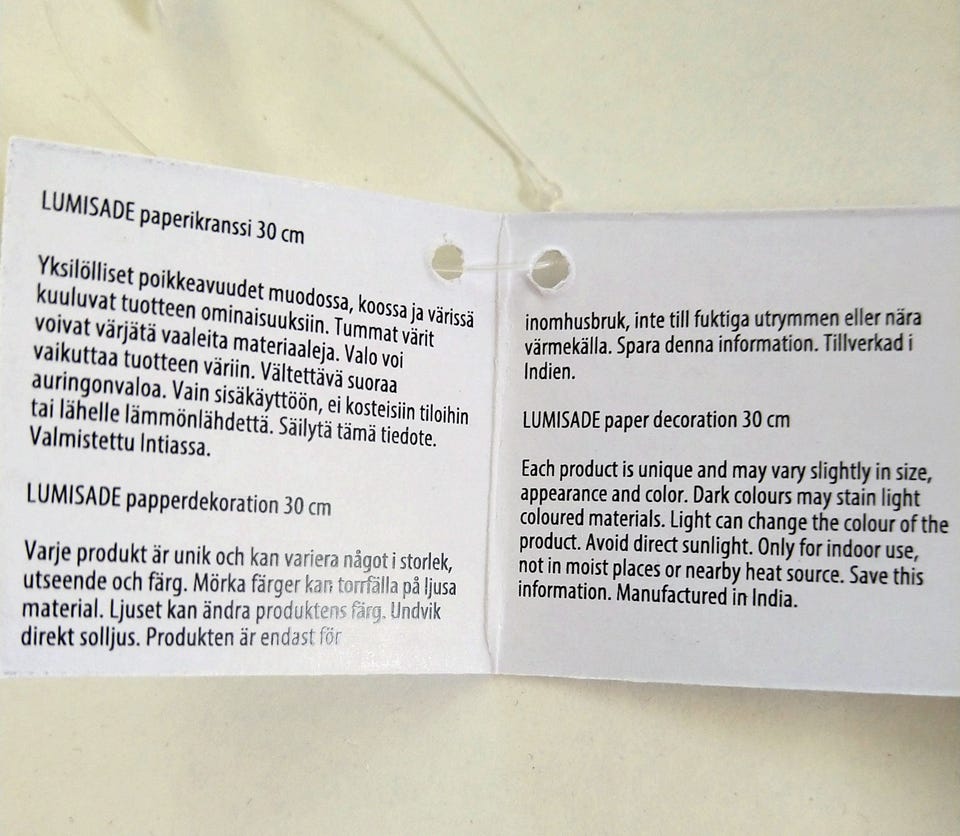 LUMISADE paperikranssi 30 cm
Yksilölliset poikkeavuudet muodossa, koossa ja värissä
kuuluvat tuotteen ominaisuuksiin. Tummat värit
voivat värjätä vaaleita materiaaleja. Valo voi
vaikuttaa tuotteen väriin. Vältettävä suoraa
auringonvaloa. Vain sisäkäyttöön, ei kosteisiin tiloihin
tai lähelle lämmönlähdettä. Säilytä tämä tiedote.
Valmistettu Intiassa.
LUMISADE papperdekoration 30 cm
Varje produkt är unik och kan variera något i storlek,
utseende och färg. Mörka färger kan torrfälla på ljusa
material. Ljuset kan ändra produktens färg. Undvik
direkt solljus. Produkten är endast för
inomhusbruk, inte till fuktiga utrymmen eller nära
värmekälla. Spara denna information. Tillverkad i
Indien.
LUMISADE paper decoration 30 cm
Each product is unique and may vary slightly in size,
appearance and color. Dark colours may stain light
coloured materials. Light can change the colour of the
product. Avoid direct sunlight. Only for indoor use,
not in moist places or nearby heat source. Save this
information. Manufactured in India.